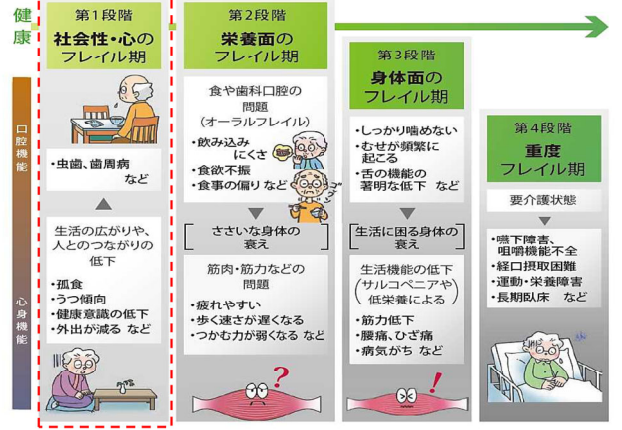 健康
口腔機能
心身機能
第1段階
社会性・心の
フレイル期
・虫歯、歯周病
など
生活の広がりや、
人とのつながりの
低下
・孤食
・うつ傾向
・健康意識の低下
・外出が減る など
第2段階
栄養面の
フレイル期
食や歯科口腔の
問題
(オーラルフレイル)
・飲み込み
にくさ
・食欲不振
・食事の偏り など
ゴックン
ささいな身体の
衰え
筋肉・筋力などの
問題
・疲れやすい
・歩く速さが遅くなる
・つかむ力が弱くなる など
?
第3段階
身体面の
フレイル期
・しっかり噛めない
・むせが頻繁に
起こる
・舌の機能の
著明な低下 など
生活に困る身体の
衰え
生活機能の低下
(サルコペニアや
低栄養による)
・筋力低下
・腰痛、ひざ痛
・病気がち など
!
第4段階
重度
フレイル期
要介護状態
・嚥下障害、
咀嚼機能不全
・経口摂取困難
・運動・栄養障害
・長期臥床 など